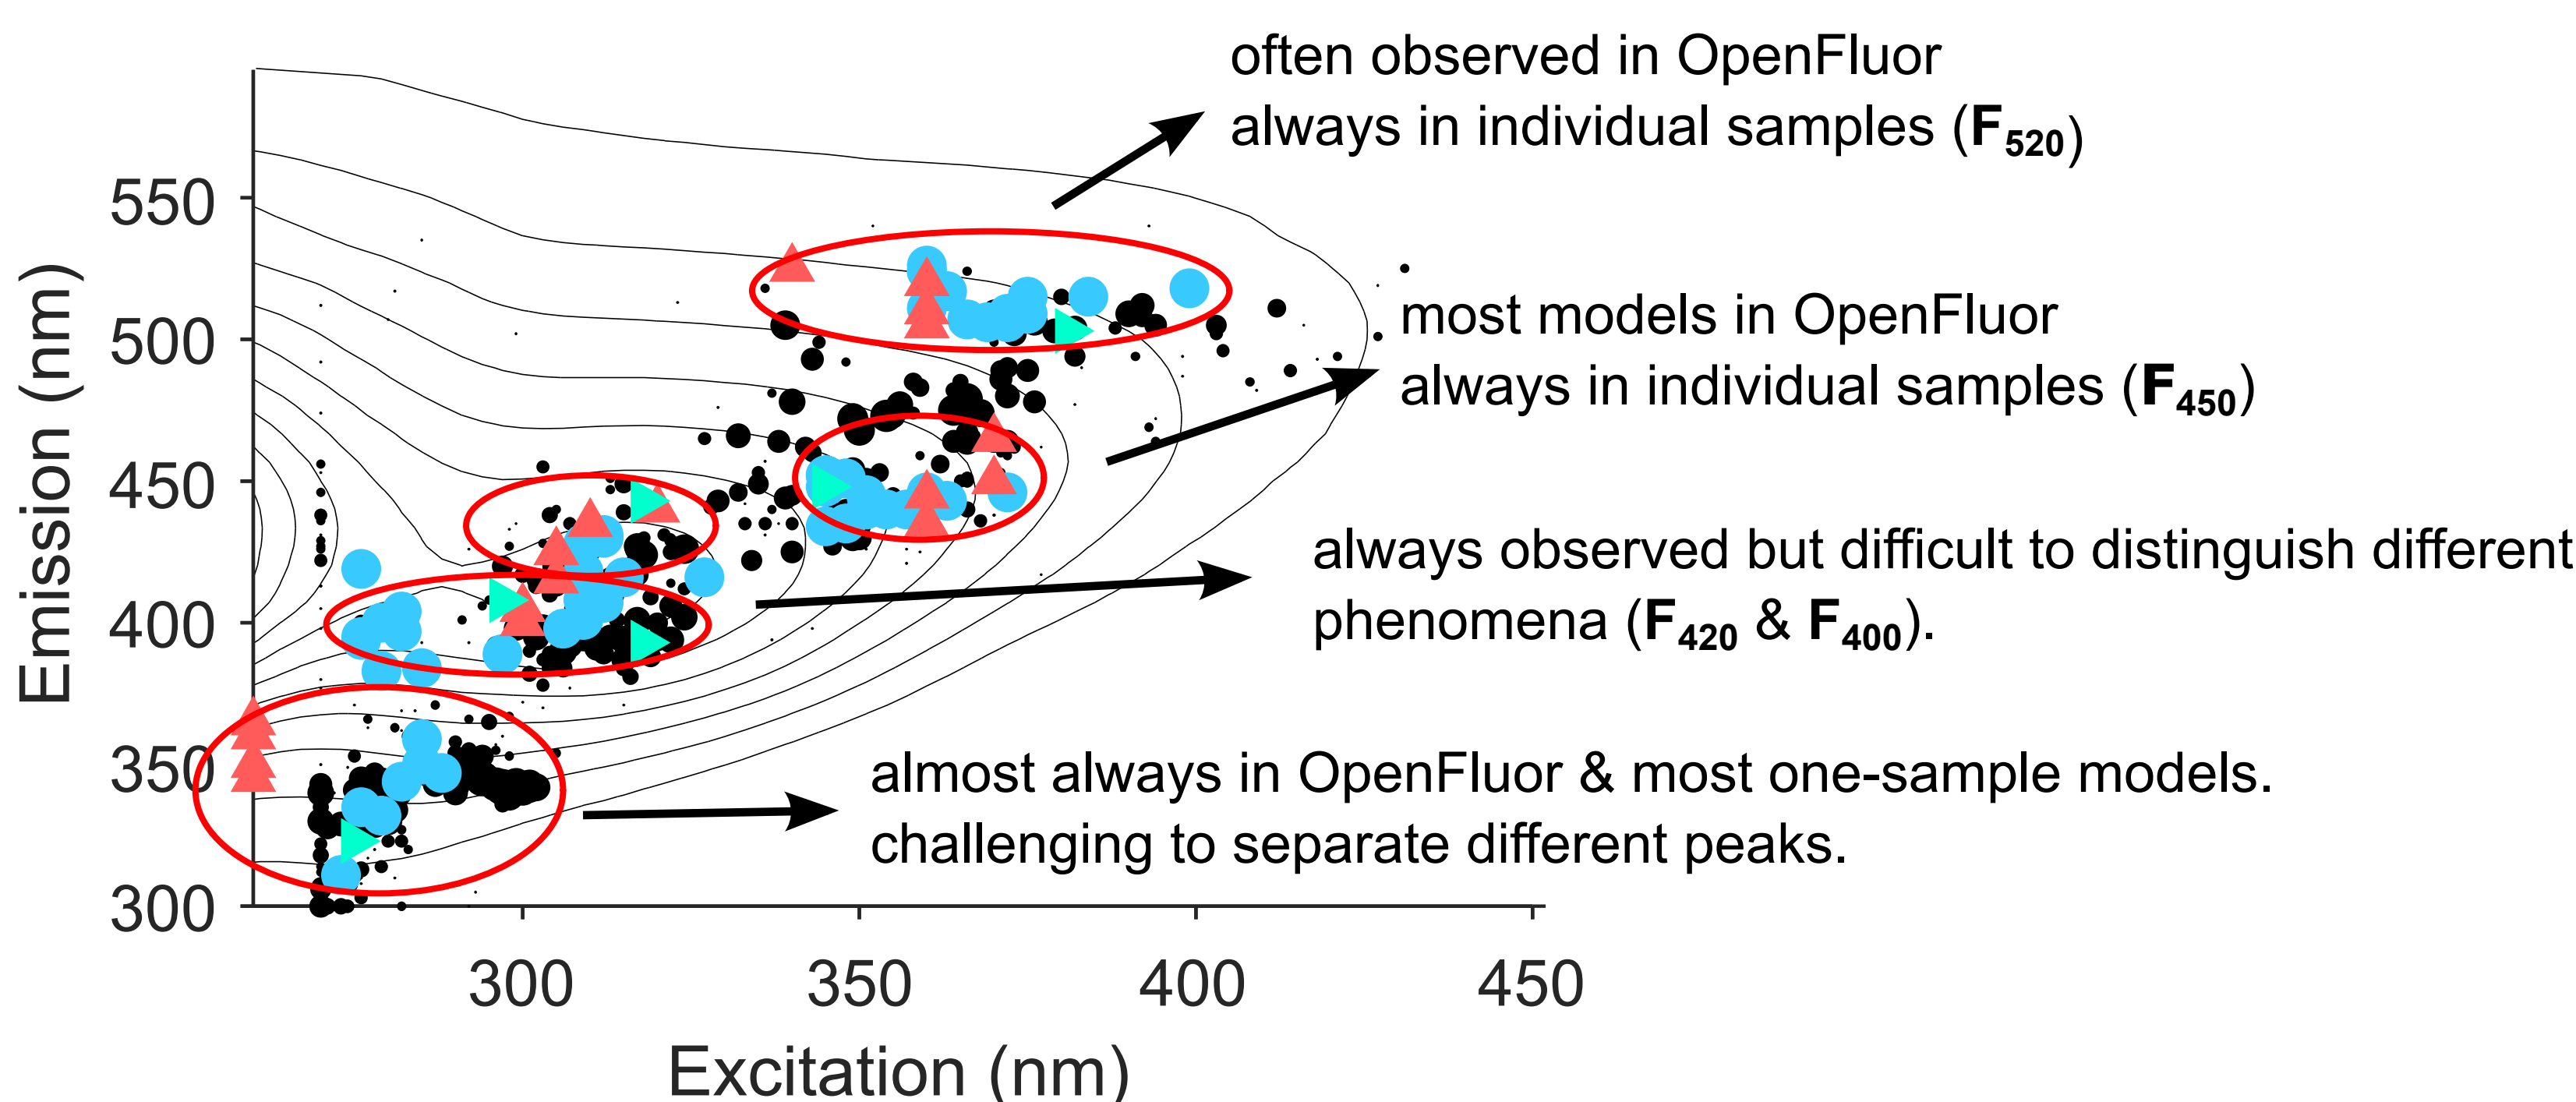 often observed in OpenFluor
always in individual samples (F520)
550
500
450
400
350
300
Emission (nm)
most models in OpenFluor
always in individual samples (F450)
always observed but difficult to distinguish different
phenomena (F420 & F400).
almost always in OpenFluor & most one-sample models.
challenging to separate different peaks.
300 350 400 450
Excitation (nm)